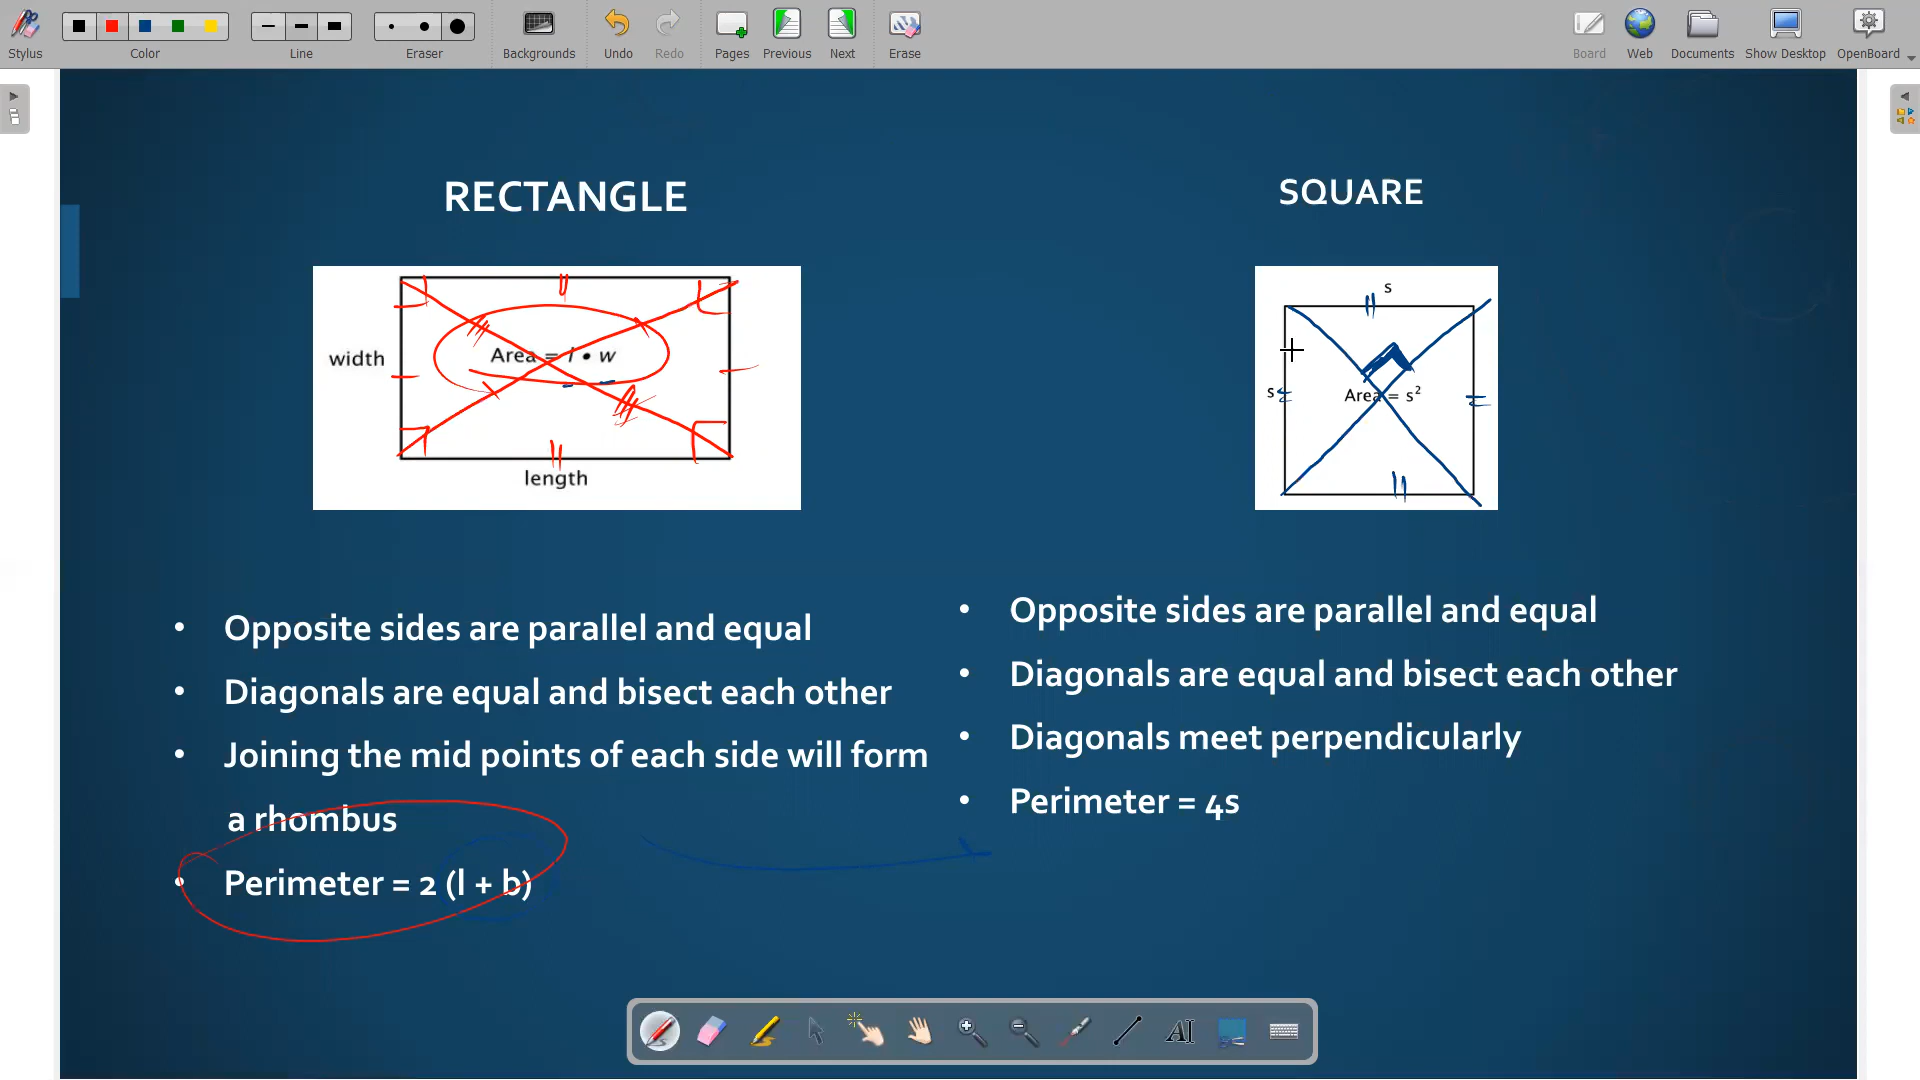 Stylus
Color
Line
Eraser
Backgrounds
Undo
Redo
Pages
Previous
Next
Erase
Board
Web
Documents
Show Desktop
OpenBoard
RECTANGLE
width
Area = l • w
length
• Opposite sides are parallel and equal
• Diagonals are equal and bisect each other
• Joining the mid points of each side will form
a rhombus
• Perimeter = 2 (l + b)
SQUARE
s
s
Area = s²
• Opposite sides are parallel and equal
• Diagonals are equal and bisect each other
• Diagonals meet perpendicularly
• Perimeter = 4s
AI